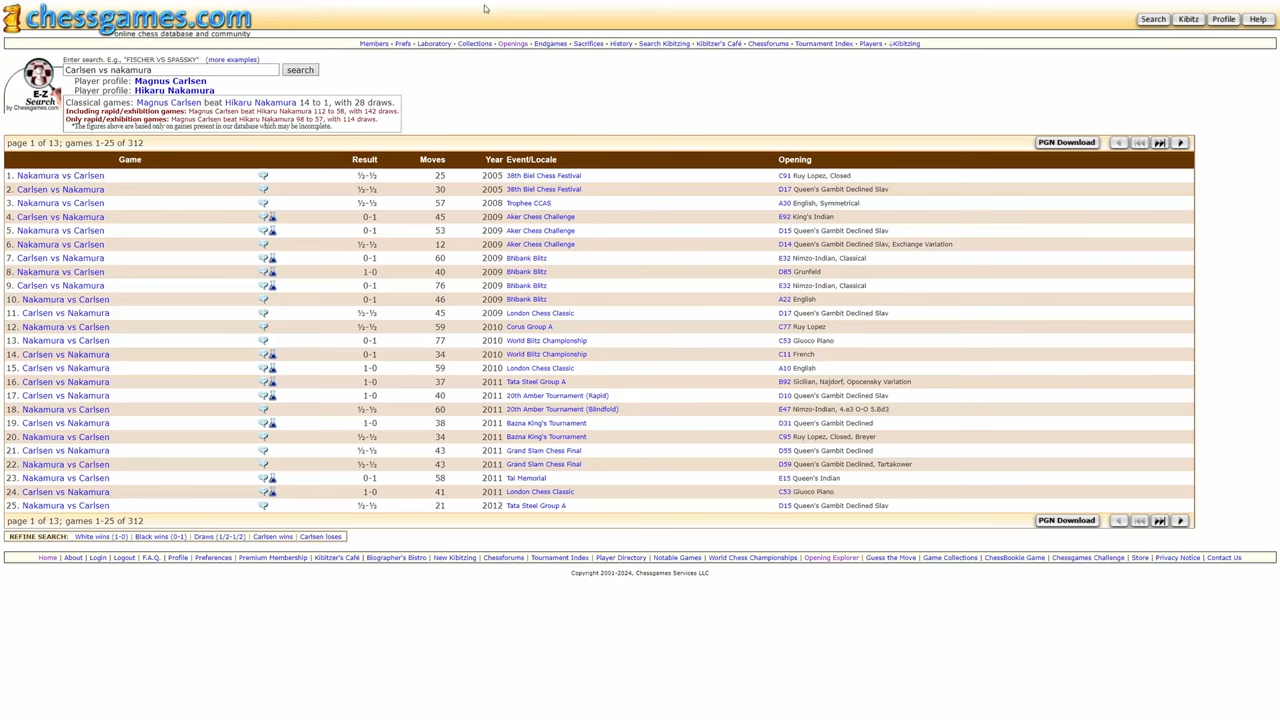 chessgames.com
online chess database and community
Search Kibitz Profile Help
Members · Prefs · Laboratory · Collections · Openings · Endgames · Sacrifices · History · Search Kibitzing · Kibitzer's Café · Chessforums · Tournament Index · Players · Kibitzing
Enter search. E.g., "FISCHER VS SPASSKY" (more examples)
Carlsen vs nakamura search
Player profile: Magnus Carlsen
Player profile: Hikaru Nakamura
E-Z
Search
by Chessgames.com
Classical games: Magnus Carlsen beat Hikaru Nakamura 14 to 1, with 28 draws.
Including rapid/exhibition games: Magnus Carlsen beat Hikaru Nakamura 112 to 58, with 142 draws.
Only rapid/exhibition games: Magnus Carlsen beat Hikaru Nakamura 98 to 57, with 114 draws.
*The figures above are based only on games present in our database which may be incomplete.
page 1 of 13; games 1-25 of 312 PGN Download
Game Result Moves Year Event/Locale Opening
1. Nakamura vs Carlsen ½-½ 25 2005 38th Biel Chess Festival C91 Ruy Lopez, Closed
2. Carlsen vs Nakamura ½-½ 30 2005 38th Biel Chess Festival D17 Queen's Gambit Declined Slav
3. Nakamura vs Carlsen ½-½ 57 2008 Trophee CCAS A30 English, Symmetrical
4. Carlsen vs Nakamura 0-1 45 2009 Aker Chess Challenge E92 King's Indian
5. Nakamura vs Carlsen 0-1 53 2009 Aker Chess Challenge D15 Queen's Gambit Declined Slav
6. Nakamura vs Carlsen ½-½ 12 2009 Aker Chess Challenge D14 Queen's Gambit Declined Slav, Exchange Variation
7. Carlsen vs Nakamura 0-1 60 2009 BNbank Blitz E32 Nimzo-Indian, Classical
8. Nakamura vs Carlsen 1-0 40 2009 BNbank Blitz D85 Grunfeld
9. Carlsen vs Nakamura 0-1 76 2009 BNbank Blitz E32 Nimzo-Indian, Classical
10. Nakamura vs Carlsen 0-1 46 2009 BNbank Blitz A22 English
11. Carlsen vs Nakamura ½-½ 45 2009 London Chess Classic D17 Queen's Gambit Declined Slav
12. Nakamura vs Carlsen ½-½ 59 2010 Corus Group A C77 Ruy Lopez
13. Nakamura vs Carlsen 0-1 77 2010 World Blitz Championship C53 Giuoco Piano
14. Carlsen vs Nakamura 0-1 34 2010 World Blitz Championship C11 French
15. Carlsen vs Nakamura 1-0 59 2010 London Chess Classic A10 English
16. Carlsen vs Nakamura 1-0 37 2011 Tata Steel Group A B92 Sicilian, Najdorf, Opocensky Variation
17. Carlsen vs Nakamura 1-0 40 2011 20th Amber Tournament (Rapid) D10 Queen's Gambit Declined Slav
18. Nakamura vs Carlsen ½-½ 60 2011 20th Amber Tournament (Blindfold) E47 Nimzo-Indian, 4.e3 O-O 5.Bd3
19. Carlsen vs Nakamura 1-0 38 2011 Bazna King's Tournament D31 Queen's Gambit Declined
20. Nakamura vs Carlsen ½-½ 34 2011 Bazna King's Tournament C95 Ruy Lopez, Closed, Breyer
21. Carlsen vs Nakamura ½-½ 43 2011 Grand Slam Chess Final D55 Queen's Gambit Declined
22. Nakamura vs Carlsen ½-½ 43 2011 Grand Slam Chess Final D59 Queen's Gambit Declined, Tartakower
23. Nakamura vs Carlsen 0-1 58 2011 Tal Memorial E15 Queen's Indian
24. Carlsen vs Nakamura 1-0 41 2011 London Chess Classic C53 Giuoco Piano
25. Nakamura vs Carlsen ½-½ 21 2012 Tata Steel Group A D15 Queen's Gambit Declined Slav
page 1 of 13; games 1-25 of 312 PGN Download
REFINE SEARCH: White wins (1-0) | Black wins (0-1) | Draws (1/2-1/2) | Carlsen wins | Carlsen loses
Home | About | Login | Logout | F.A.Q. | Profile | Preferences | Premium Membership | Kibitzer's Café | Biographer's Bistro | New Kibitzing | Chessforums | Tournament Index | Player Directory | Notable Games | World Chess Championships | Opening Explorer | Guess the Move | Game Collections | ChessBookie Game | Chessgames Challenge | Store | Privacy Notice | Contact Us
Copyright 2001-2024, Chessgames Services LLC